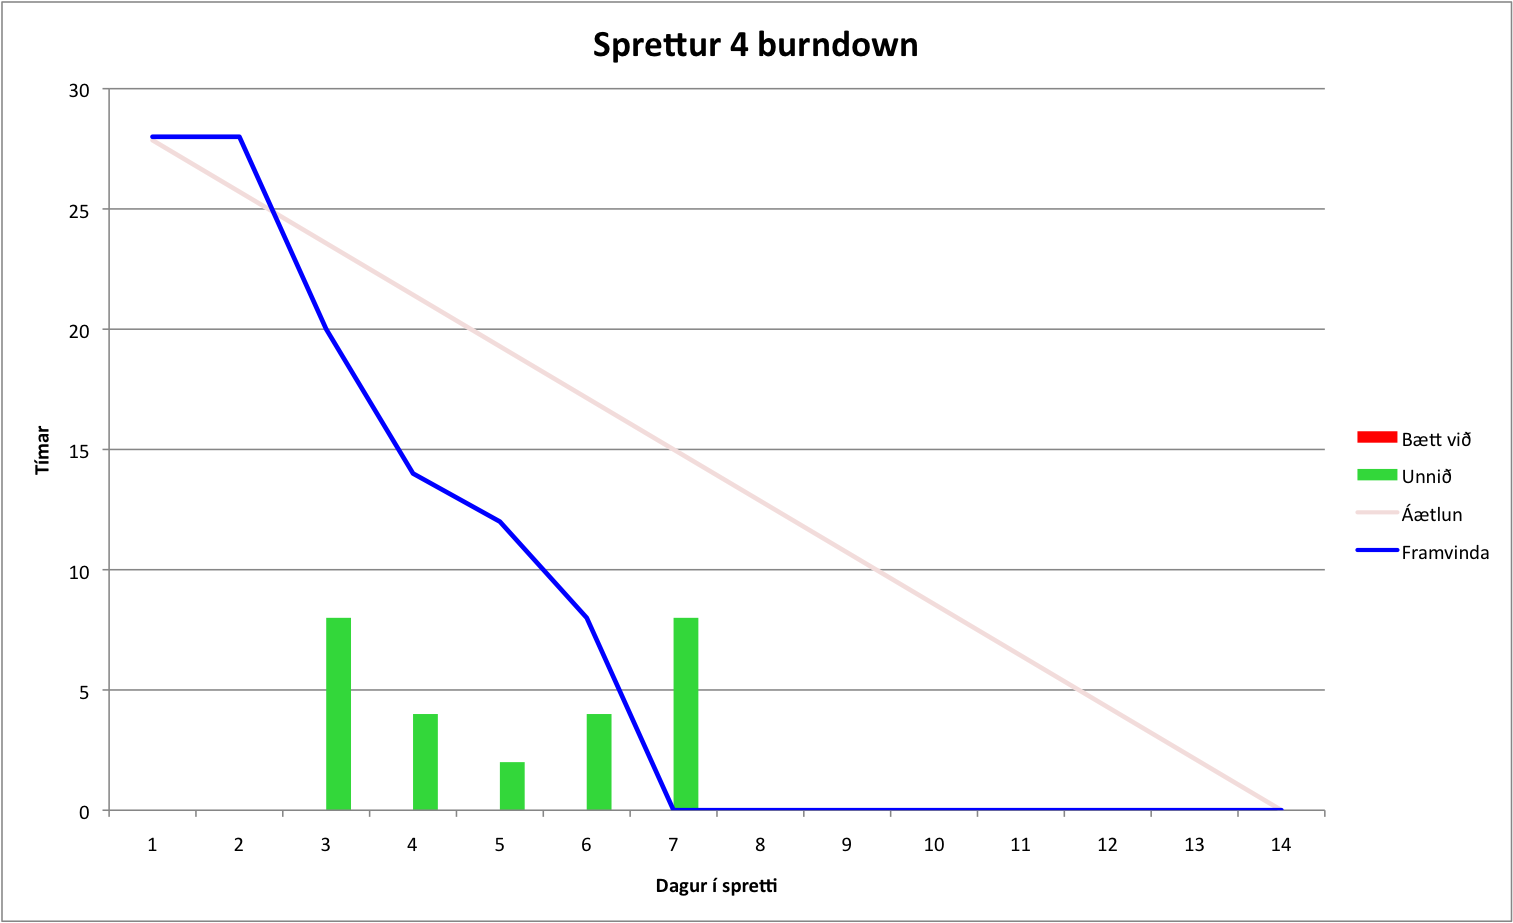 Sprettur 4 burndown
30
25
20
15
10
5
0
Tímar
1 2 3 4 5 6 7 8 9 10 11 12 13 14
Dagur í spretti
Bætt við
Unnið
Áætlun
Framvinda